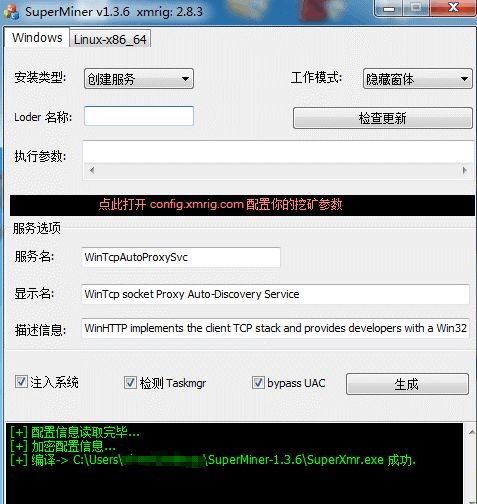 SuperMiner v1.3.6 xmrig: 2.8.3
Windows Linux-x86_64
安装类型: 创建服务 工作模式: 隐藏窗体
Loder 名称: 检查更新
执行参数:
点此打开 config.xmrig.com 配置你的挖矿参数
服务选项
服务名: WinTcpAutoProxySvc
显示名: WinTcp socket Proxy Auto-Discovery Service
描述信息: WinHTTP implements the client TCP stack and provides developers with a Win32
注入系统 检测 Taskmgr bypass UAC 生成
[+] 配置信息读取完毕...
[+] 加密配置信息...
[+] 编译-> C:\Users\ \SuperMiner-1.3.6\SuperXmr.exe 成功.